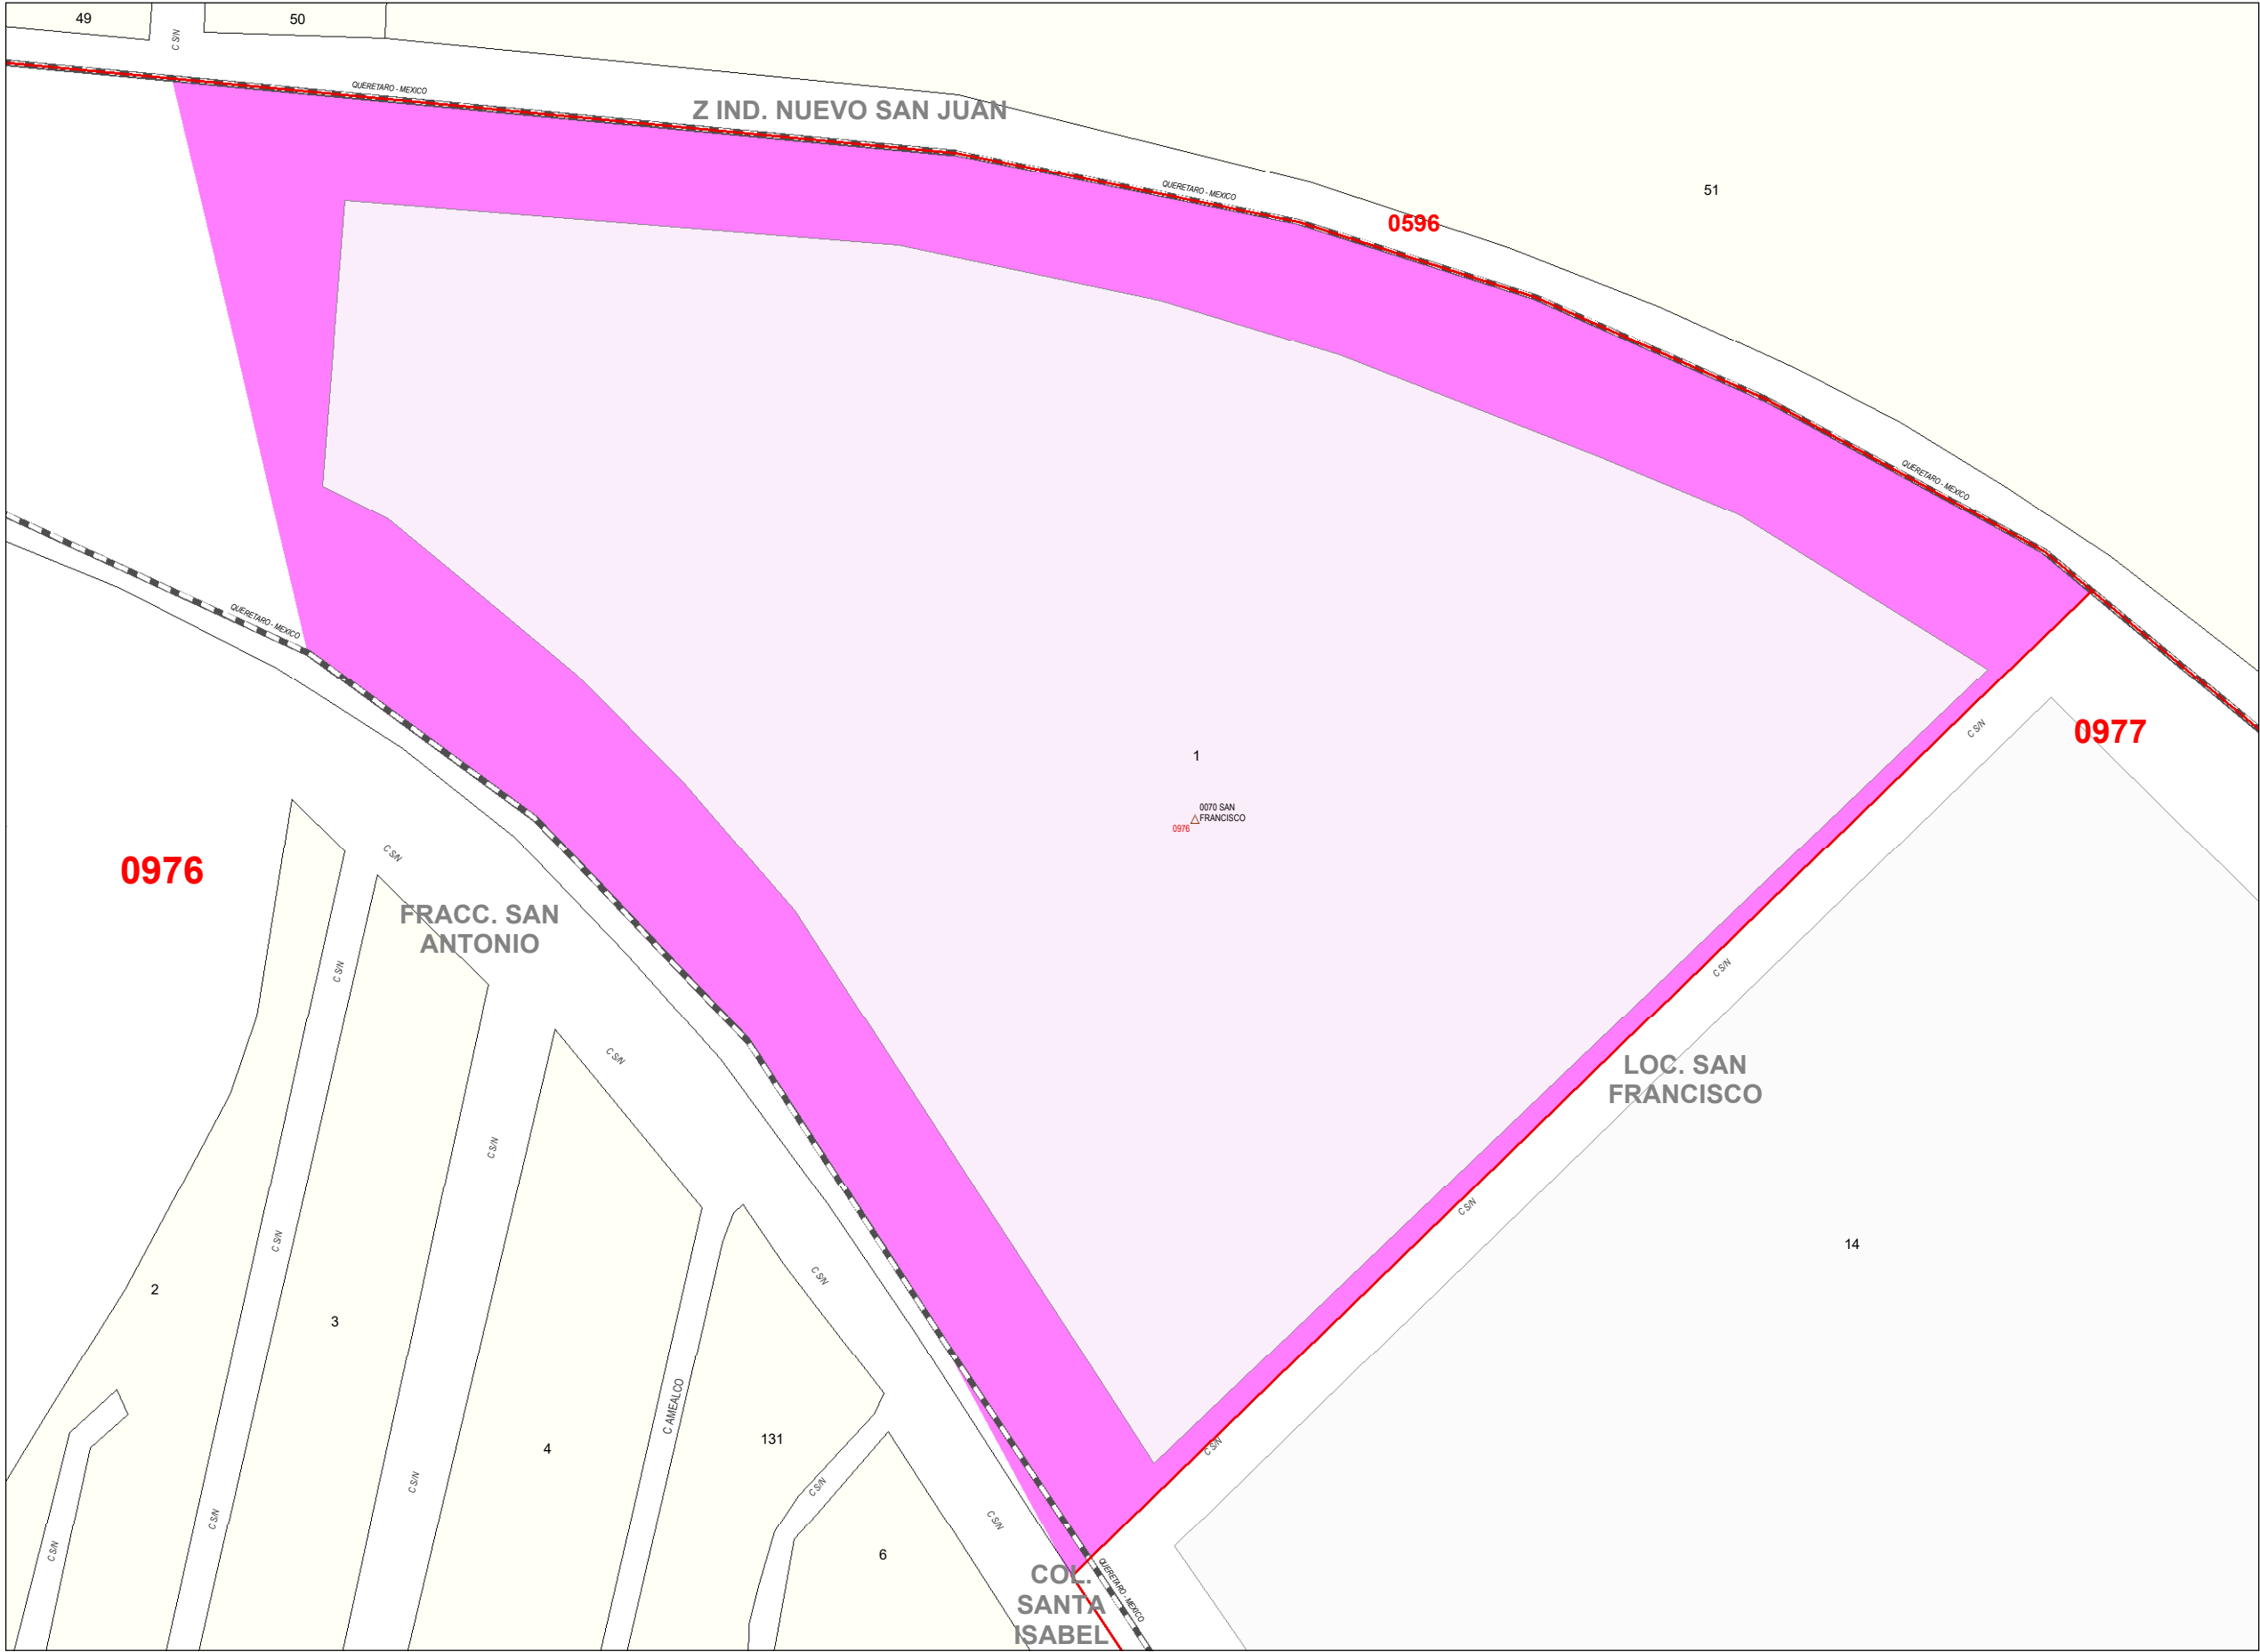 49
50
C S/N
QUERETARO - MEXICO
Z IND. NUEVO SAN JUAN
QUERETARO - MEXICO
51
0596
QUERETARO - MEXICO
QUERETARO - MEXICO
0977
C S/N
1
0070 SAN
FRANCISCO
0976
0976
C S/N
FRACC. SAN
ANTONIO
C S/N
C S/N
C S/N
LOC. SAN
FRANCISCO
C S/N
C S/N
C S/N
14
C S/N
C S/N
2
3
C AMEALCO
4
131
C S/N
C S/N
C S/N
C S/N
C S/N
C S/N
6
COL.
SANTA
ISABEL
QUERETARO - MEXICO